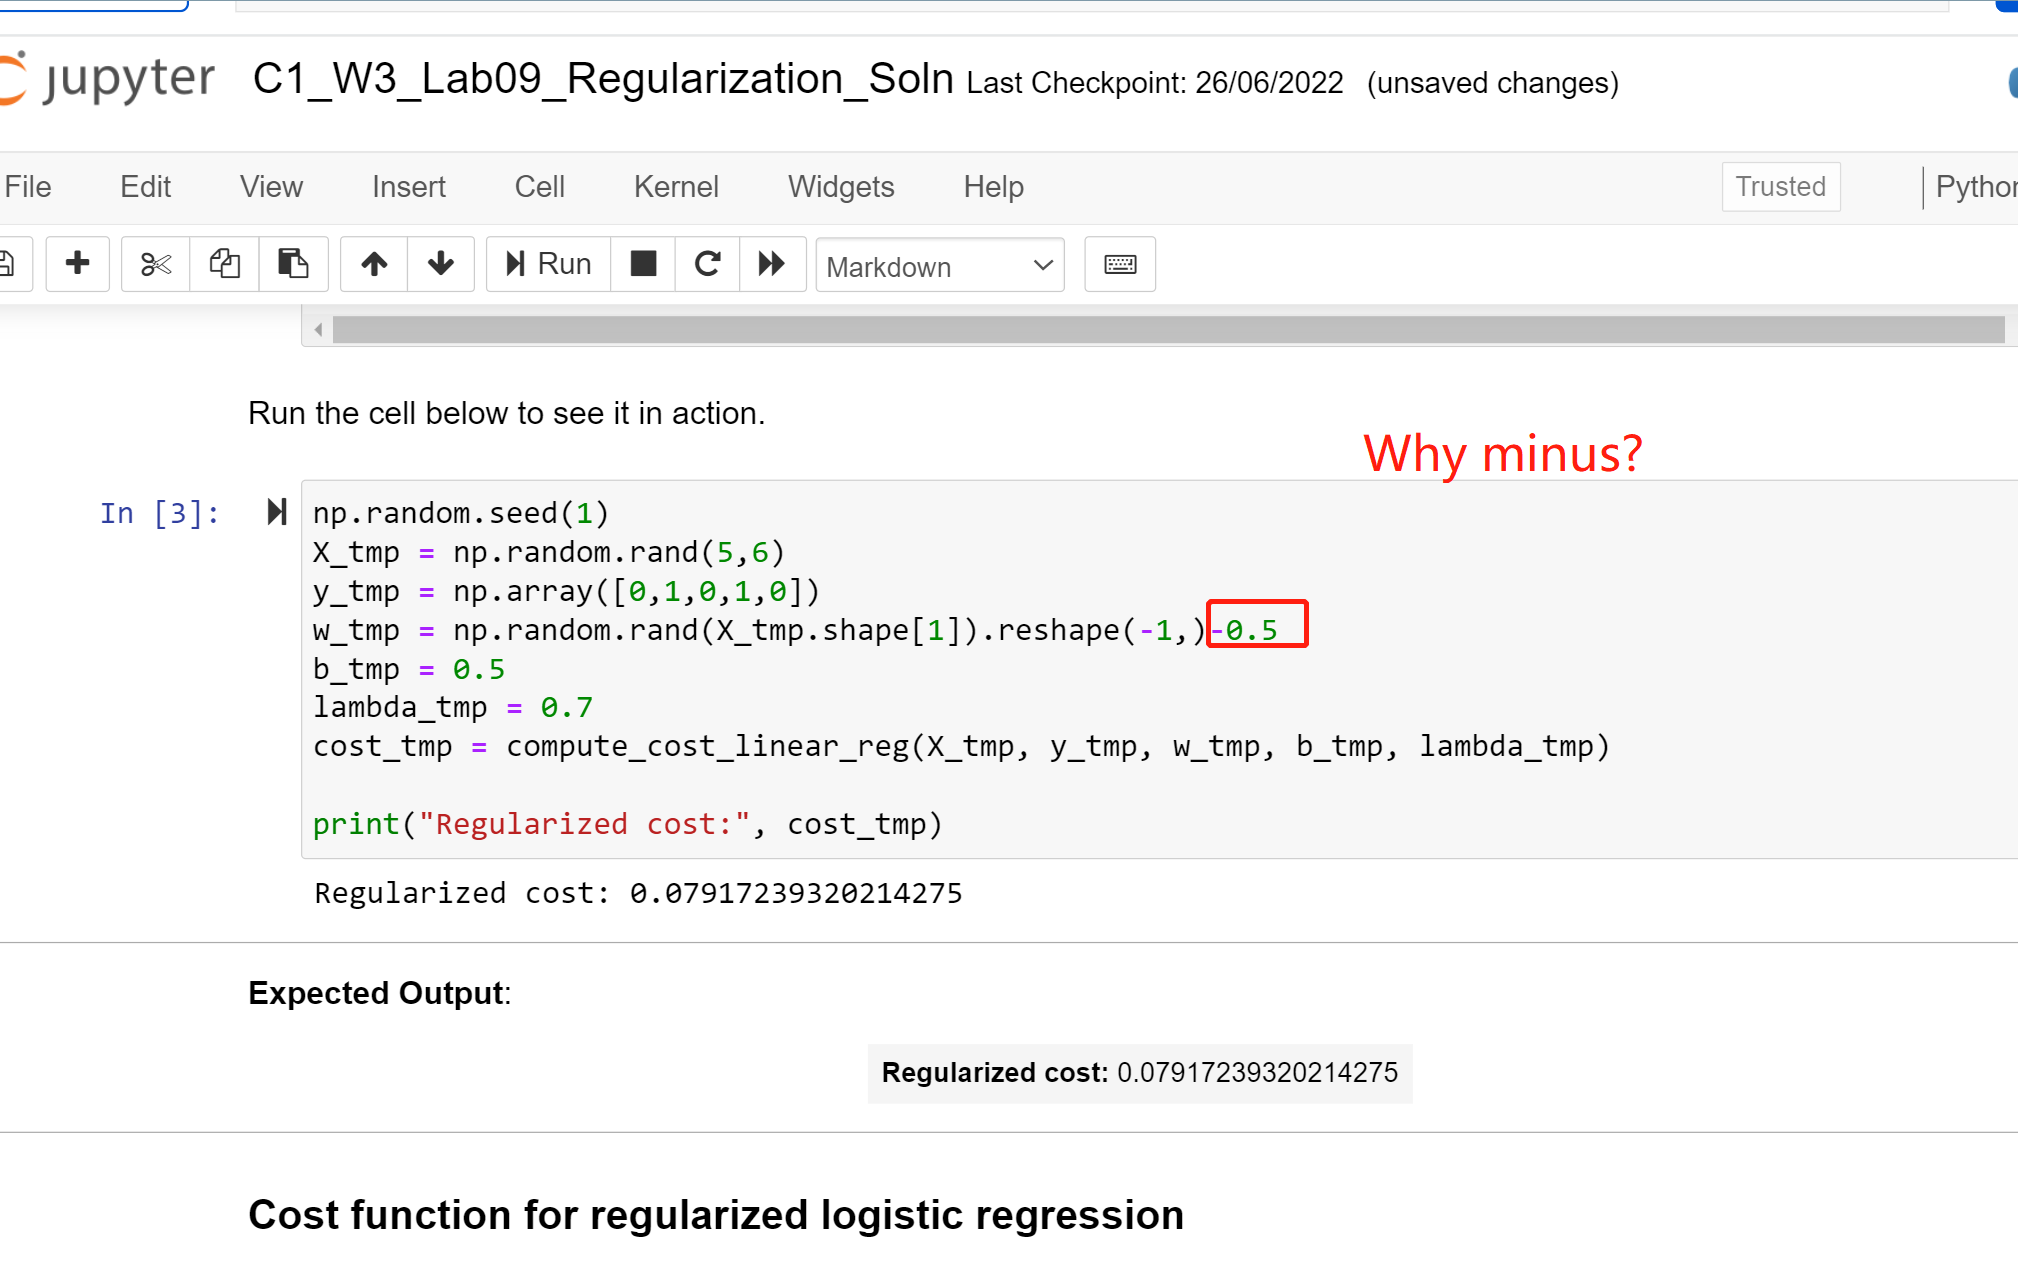 jupyter C1_W3_Lab09_Regularization_Soln Last Checkpoint: 26/06/2022 (unsaved changes)
File Edit View Insert Cell Kernel Widgets Help Trusted
Run Markdown
Run the cell below to see it in action.
Why minus?
In [3]: np.random.seed(1)
X_tmp = np.random.rand(5,6)
y_tmp = np.array([0,1,0,1,0])
w_tmp = np.random.rand(X_tmp.shape[1]).reshape(-1,)-0.5
b_tmp = 0.5
lambda_tmp = 0.7
cost_tmp = compute_cost_linear_reg(X_tmp, y_tmp, w_tmp, b_tmp, lambda_tmp)
print("Regularized cost:", cost_tmp)
Regularized cost: 0.07917239320214275
Expected Output:
Regularized cost: 0.07917239320214275
Cost function for regularized logistic regression